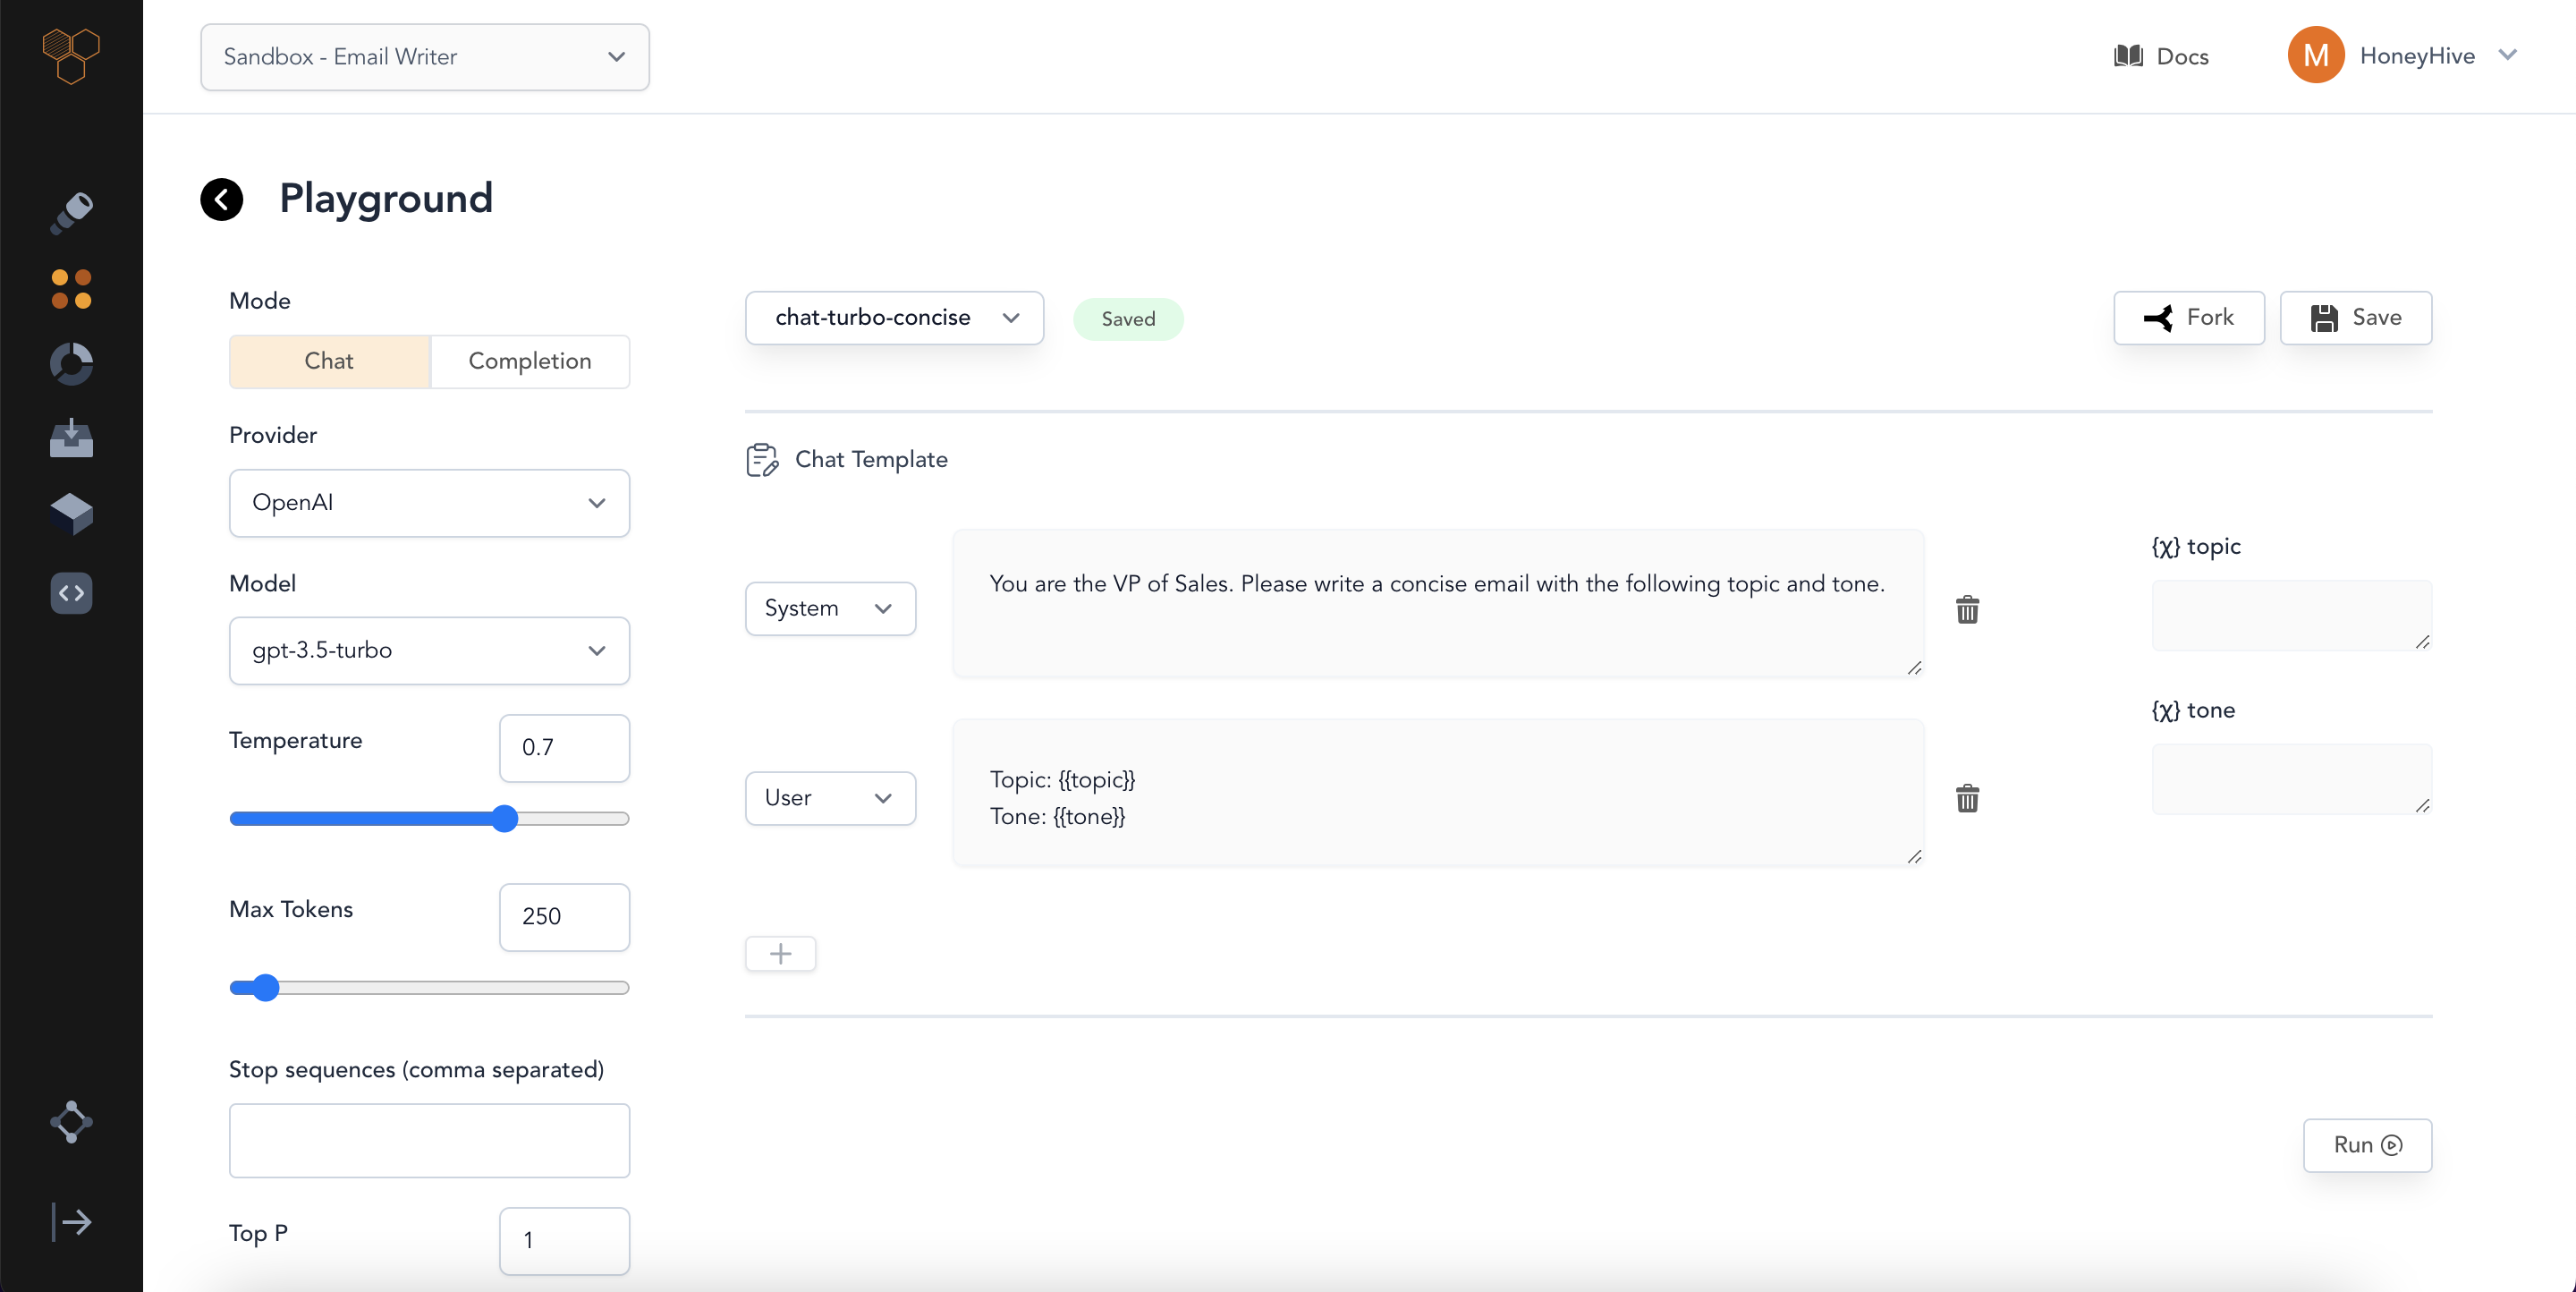 Sandbox - Email Writer
Docs
M
HoneyHive
Playground
Mode
Chat
Completion
Provider
OpenAI
Model
gpt-3.5-turbo
Temperature
0.7
Max Tokens
250
Stop sequences (comma separated)
Top P
1
chat-turbo-concise
Saved
Fork
Save
Chat Template
System
You are the VP of Sales. Please write a concise email with the following topic and tone.
User
Topic: {{topic}}
Tone: {{tone}}
{χ} topic
{χ} tone
Run